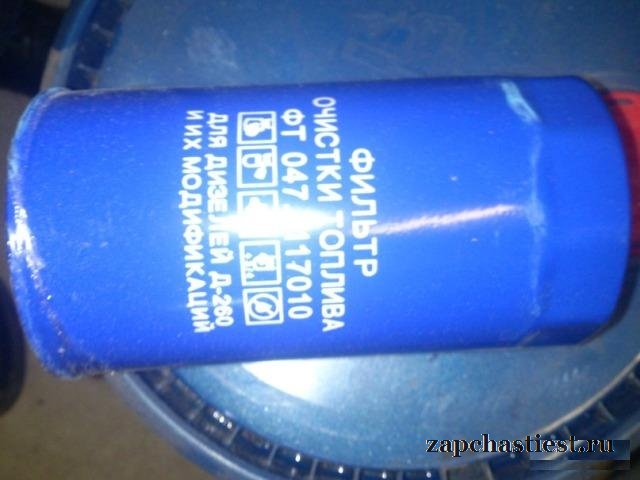 ФИЛЬТР
ОЧИСТКИ ТОПЛИВА
ФТ 047 17010
ДЛЯ ДИЗЕЛЕЙ Д-260
И ИХ МОДИФИКАЦИЙ
zapchastiest.ru